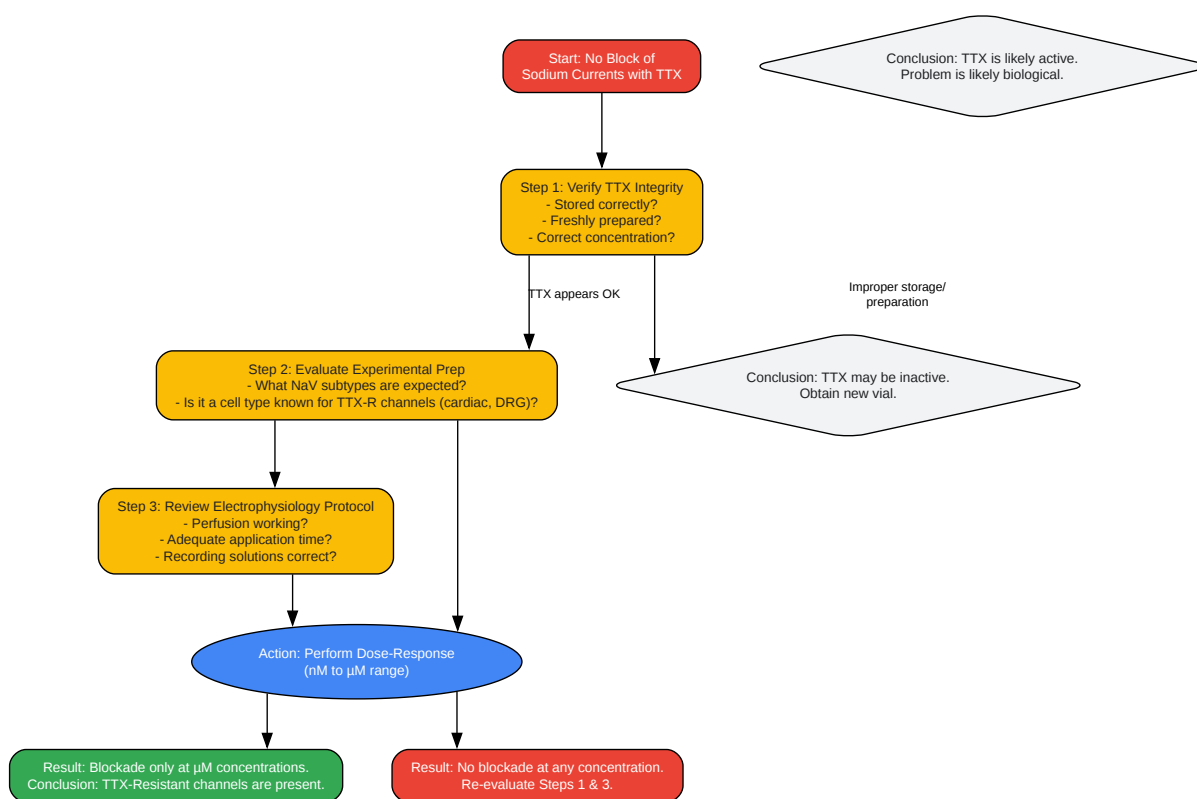 Start: No Block of
Sodium Currents with TTX
Conclusion: TTX is likely active.
Problem is likely biological.
Step 1: Verify TTX Integrity
- Stored correctly?
- Freshly prepared?
- Correct concentration?
TTX appears OK
Improper storage/
preparation
Step 2: Evaluate Experimental Prep
- What NaV subtypes are expected?
- Is it a cell type known for TTX-R channels (cardiac, DRG)?
Conclusion: TTX may be inactive.
Obtain new vial.
Step 3: Review Electrophysiology Protocol
- Perfusion working?
- Adequate application time?
- Recording solutions correct?
Action: Perform Dose-Response
(nM to µM range)
Result: Blockade only at µM concentrations.
Conclusion: TTX-Resistant channels are present.
Result: No blockade at any concentration.
Re-evaluate Steps 1 & 3.